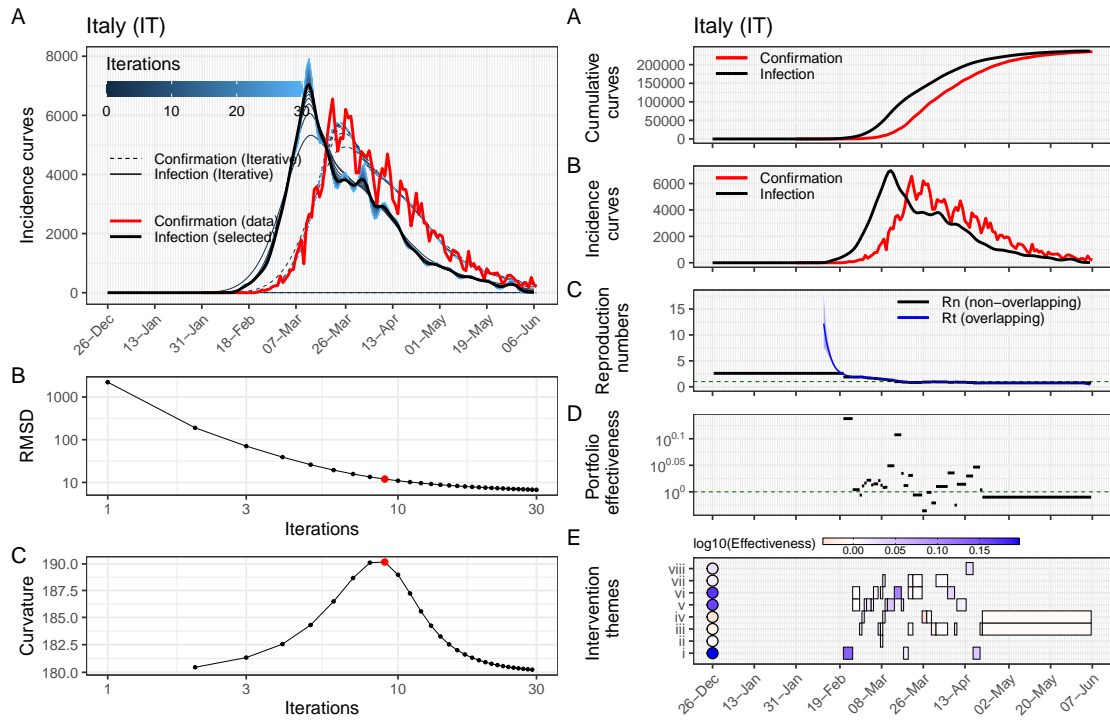 A
Italy (IT)
Iterations
0
10
20
30
Confirmation (Iterative)
Infection (Iterative)
Confirmation (data)
Infection (selected)
Incidence curves
8000
6000
4000
2000
0
26−Dec
13−Jan
31−Jan
18−Feb
07−Mar
26−Mar
13−Apr
01−May
19−May
06−Jun
B
RMSD
1000
100
10
1
3
10
30
Iterations
C
Curvature
190.0
187.5
185.0
182.5
180.0
1
3
10
30
Iterations
A
Italy (IT)
Cumulative
curves
200000
150000
100000
50000
0
Confirmation
Infection
B
Incidence
curves
6000
4000
2000
0
Confirmation
Infection
C
Reproduction
numbers
15
10
5
0
Rn (non−overlapping)
Rt (overlapping)
D
Portfolio
effectiveness
10^0.1
10^0.05
10^0
E
log10(Effectiveness)
0.00
0.05
0.10
0.15
Intervention
themes
viii
vii
vi
v
iv
iii
ii
i
26−Dec
13−Jan
31−Jan
19−Feb
08−Mar
26−Mar
13−Apr
02−May
20−May
07−Jun